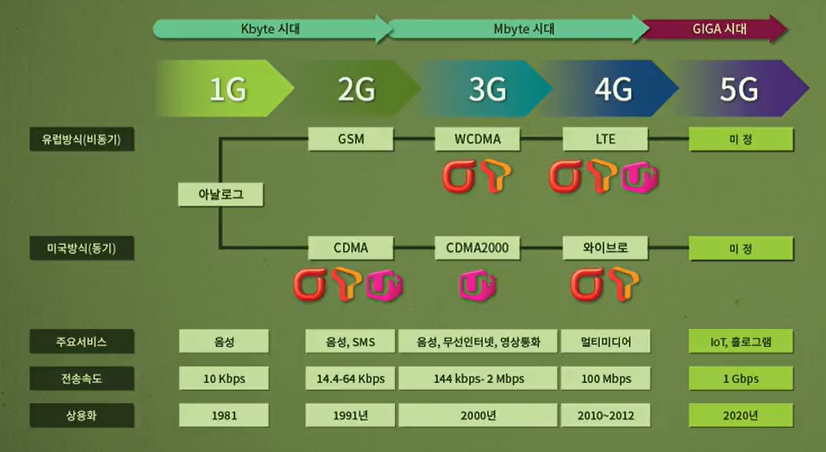 Kbyte 시대
Mbyte 시대
GIGA 시대
1G
2G
3G
4G
5G
유럽방식(비동기)
GSM
WCDMA
LTE
미 정
아날로그
미국방식(동기)
CDMA
CDMA2000
와이브로
미 정
주요서비스
음성
음성, SMS
음성, 무선인터넷, 영상통화
멀티미디어
IoT, 홀로그램
전송속도
10 Kbps
14.4-64 Kbps
144 kbps- 2 Mbps
100 Mbps
1 Gbps
상용화
1981
1991년
2000년
2010~2012
2020년